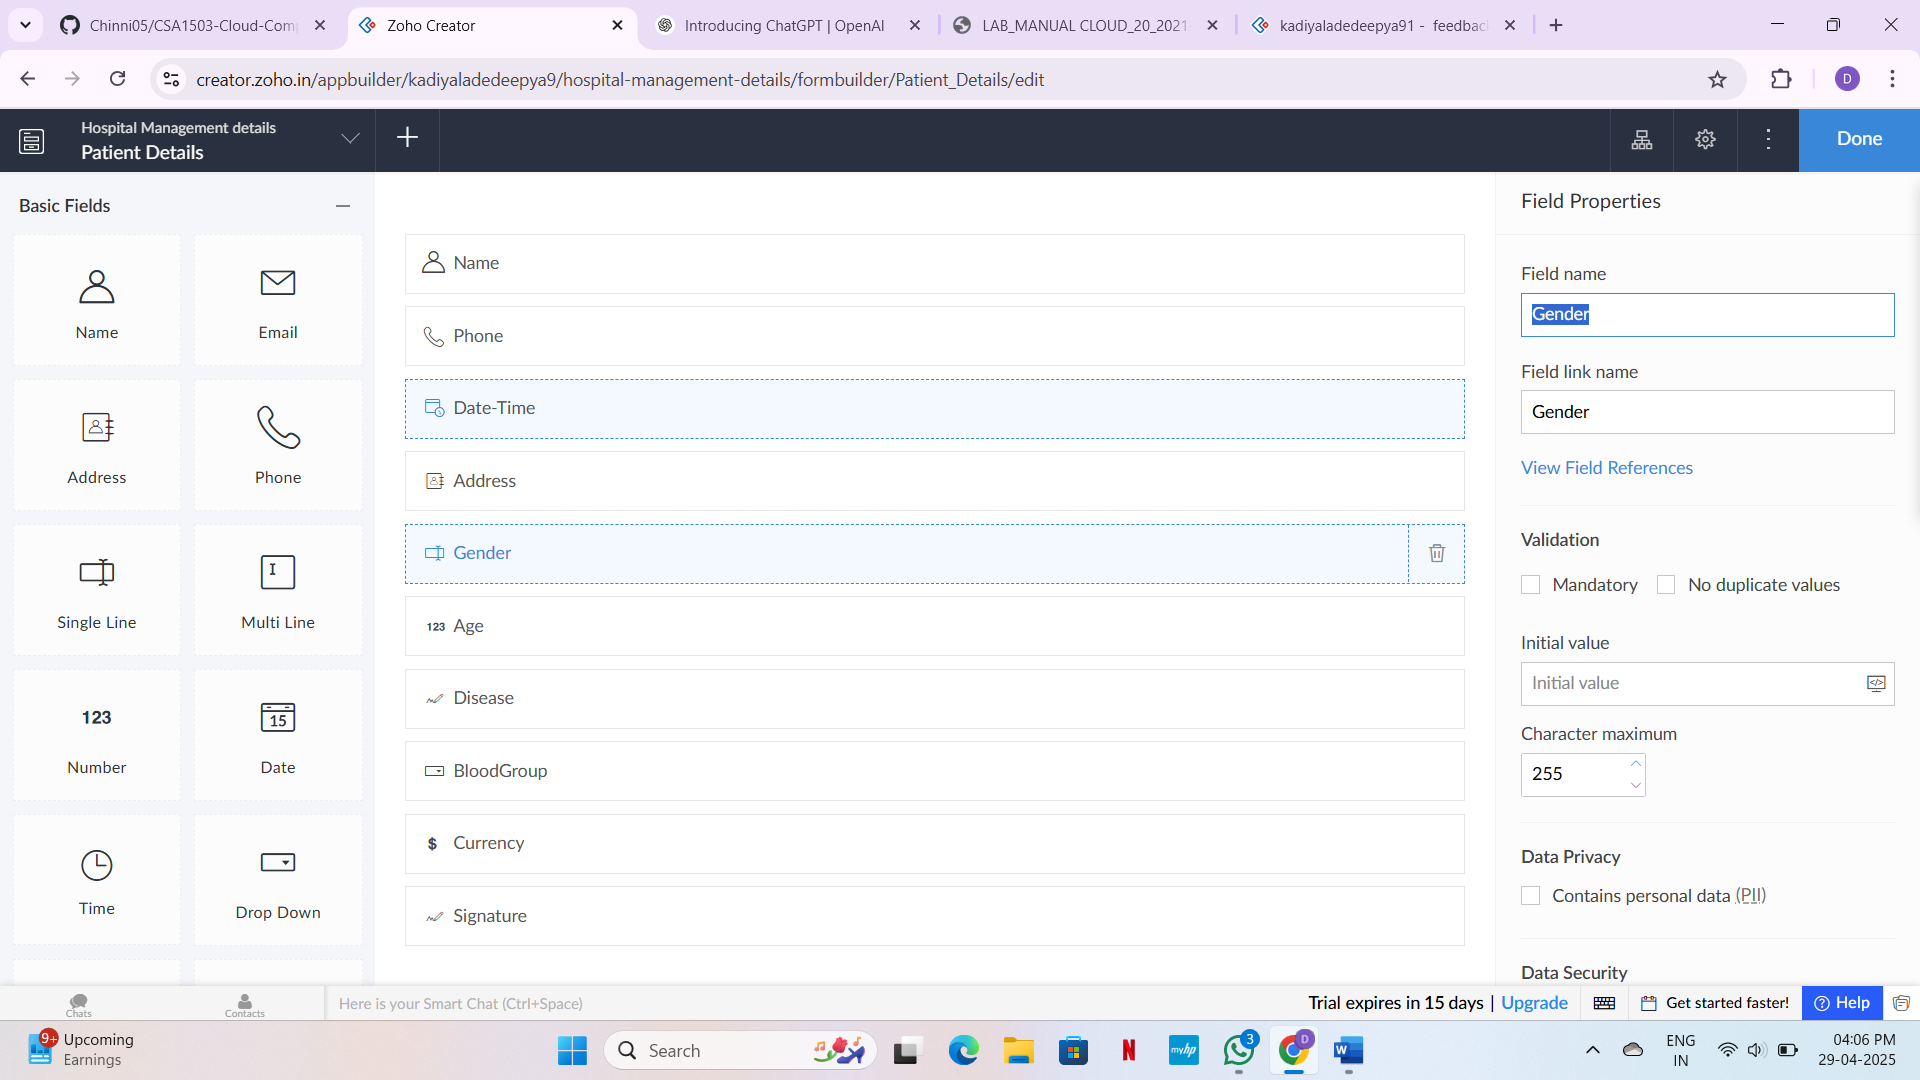 Chinni05/CSA1503-Cloud-Com
Zoho Creator
Introducing ChatGPT | OpenAI
LAB_MANUAL CLOUD_20_2021
kadiyaladedeepya91 - feedbac
creator.zoho.in/appbuilder/kadiyaladedeepya9/hospital-management-details/formbuilder/Patient_Details/edit
D
Hospital Management details
Patient Details
Done
Basic Fields
Name
Email
Address
Phone
Single Line
Multi Line
123
Number
15
Date
Time
Drop Down
Name
Phone
Date-Time
Address
Gender
123 Age
Disease
BloodGroup
$ Currency
Signature
Field Properties
Field name
Gender
Field link name
Gender
View Field References
Validation
Mandatory
No duplicate values
Initial value
Initial value
Character maximum
255
Data Privacy
Contains personal data (PII)
Data Security
Chats
Contacts
Here is your Smart Chat (Ctrl+Space)
Trial expires in 15 days | Upgrade
Get started faster!
Help
9+
Upcoming
Earnings
Search
N
myhp
3
D
W
ENG
IN
04:06 PM
29-04-2025